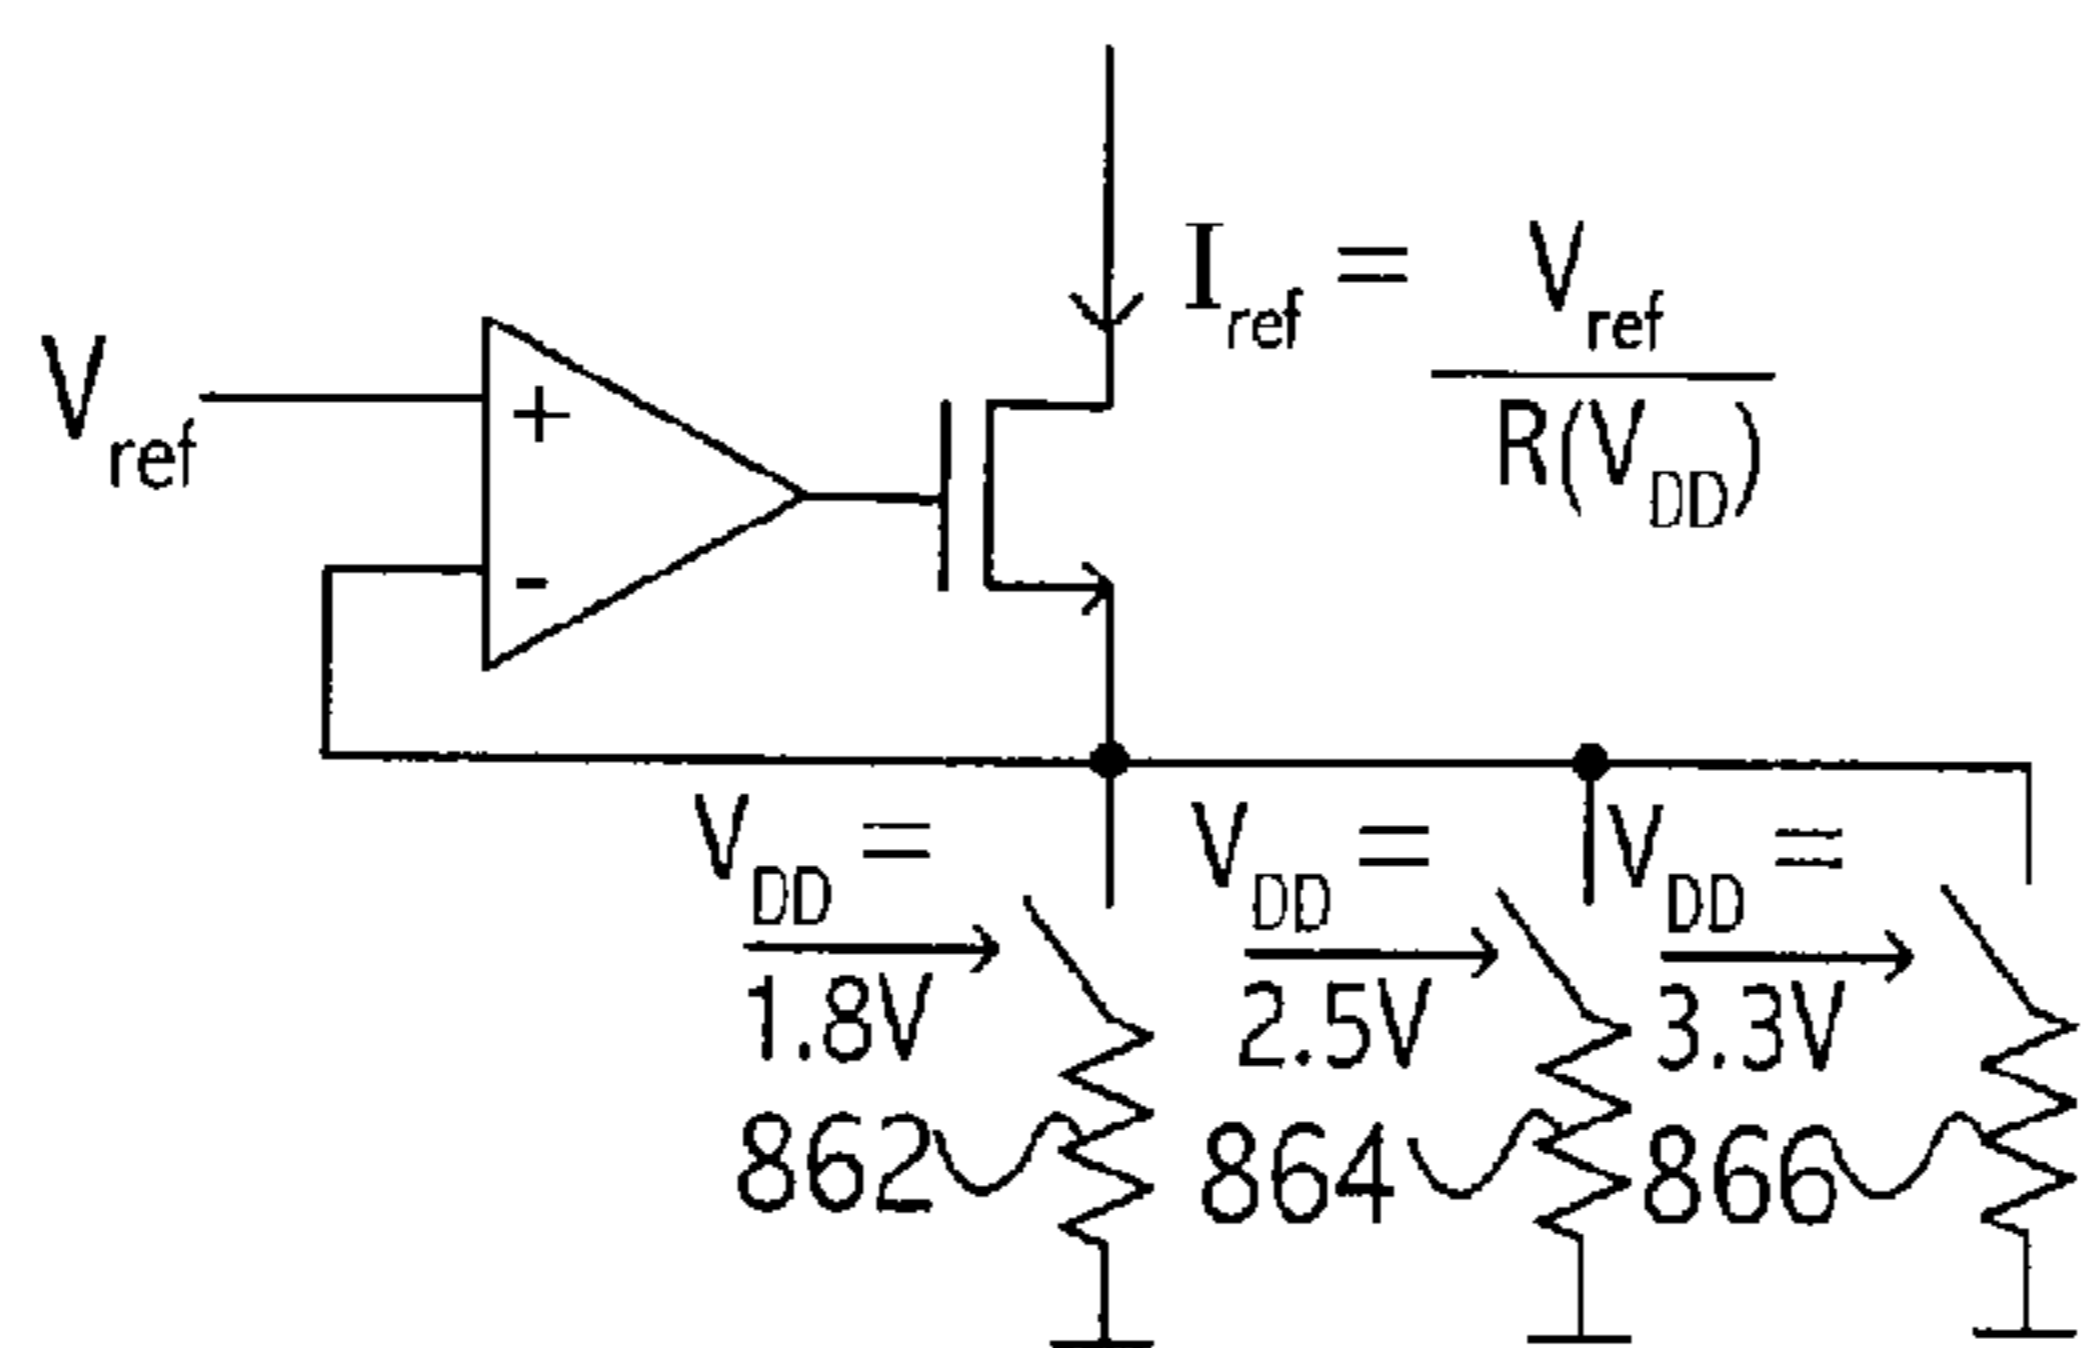 I_ref = V_ref
R(V_DD)
V_ref
+
-
V_DD = 1.8V
V_DD = 2.5V
V_DD = 3.3V
862
864
866